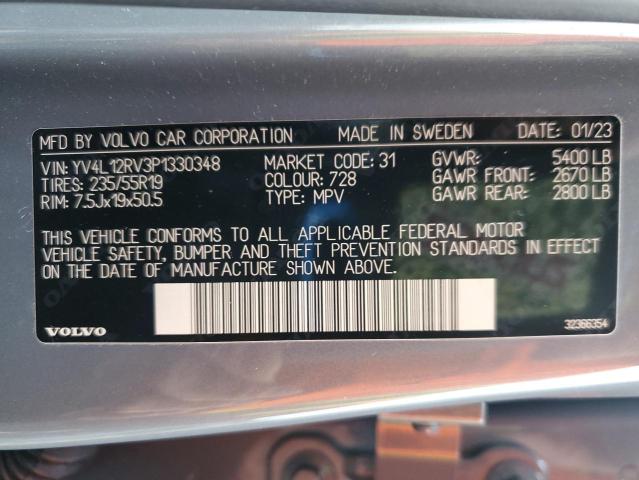 MFD BY VOLVO CAR CORPORATION MADE IN SWEDEN DATE: 01/23
VIN: YV4L12RV3P1330348 MARKET CODE: 31 GVWR: 5400 LB
TIRES: 235/55R19 COLOUR: 728 GAWR FRONT: 2670 LB
RIM: 7.5Jx19x50.5 TYPE: MPV GAWR REAR: 2800 LB
THIS VEHICLE CONFORMS TO ALL APPLICABLE FEDERAL MOTOR
VEHICLE SAFETY, BUMPER AND THEFT PREVENTION STANDARDS IN EFFECT
ON THE DATE OF MANUFACTURE SHOWN ABOVE.
VOLVO 32366354